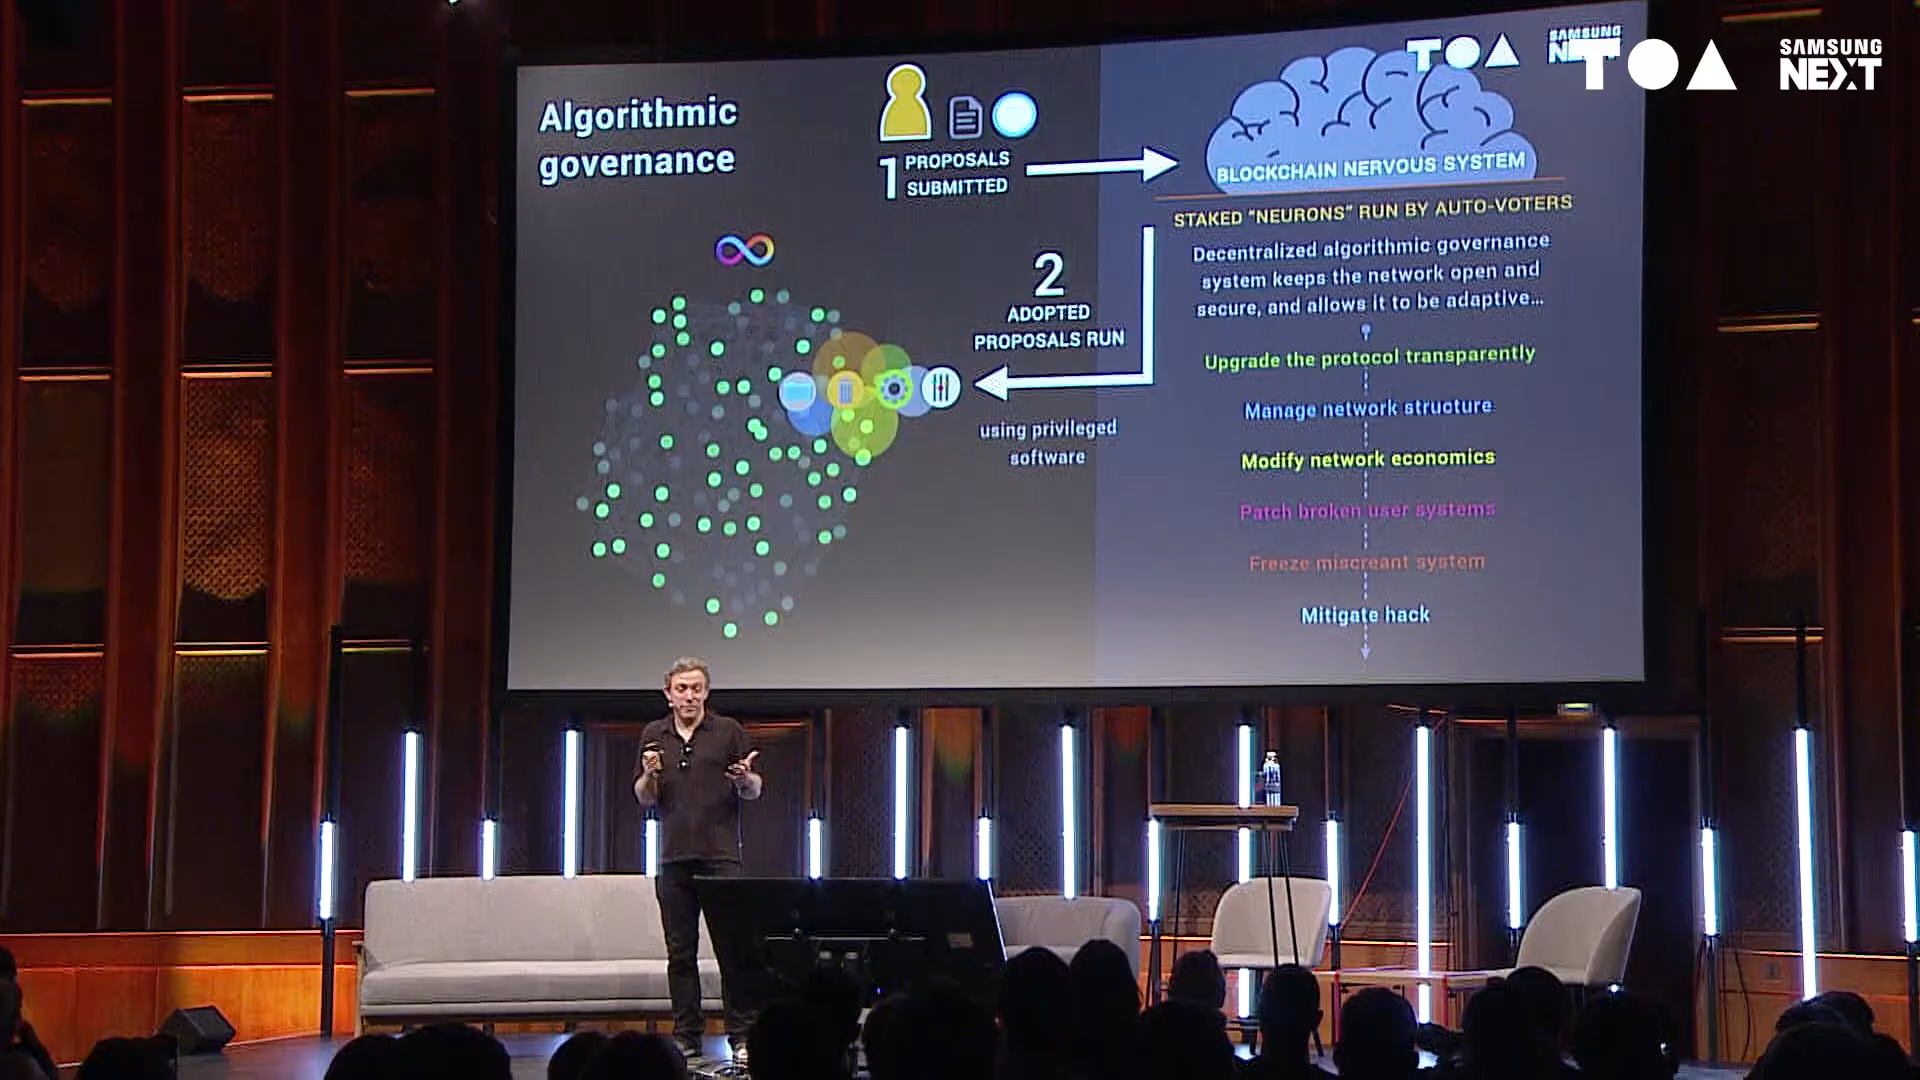 Algorithmic
governance
1 PROPOSALS
SUBMITTED
2
ADOPTED
PROPOSALS RUN
using privileged
software
TOA
SAMSUNG
NEXT
BLOCKCHAIN NERVOUS SYSTEM
STAKED "NEURONS" RUN BY AUTO-VOTERS
Decentralized algorithmic governance
system keeps the network open and
secure, and allows it to be adaptive...
Upgrade the protocol transparently
Manage network structure
Modify network economics
Patch broken user systems
Freeze miscreant system
Mitigate hack
TOA
SAMSUNG
NEXT